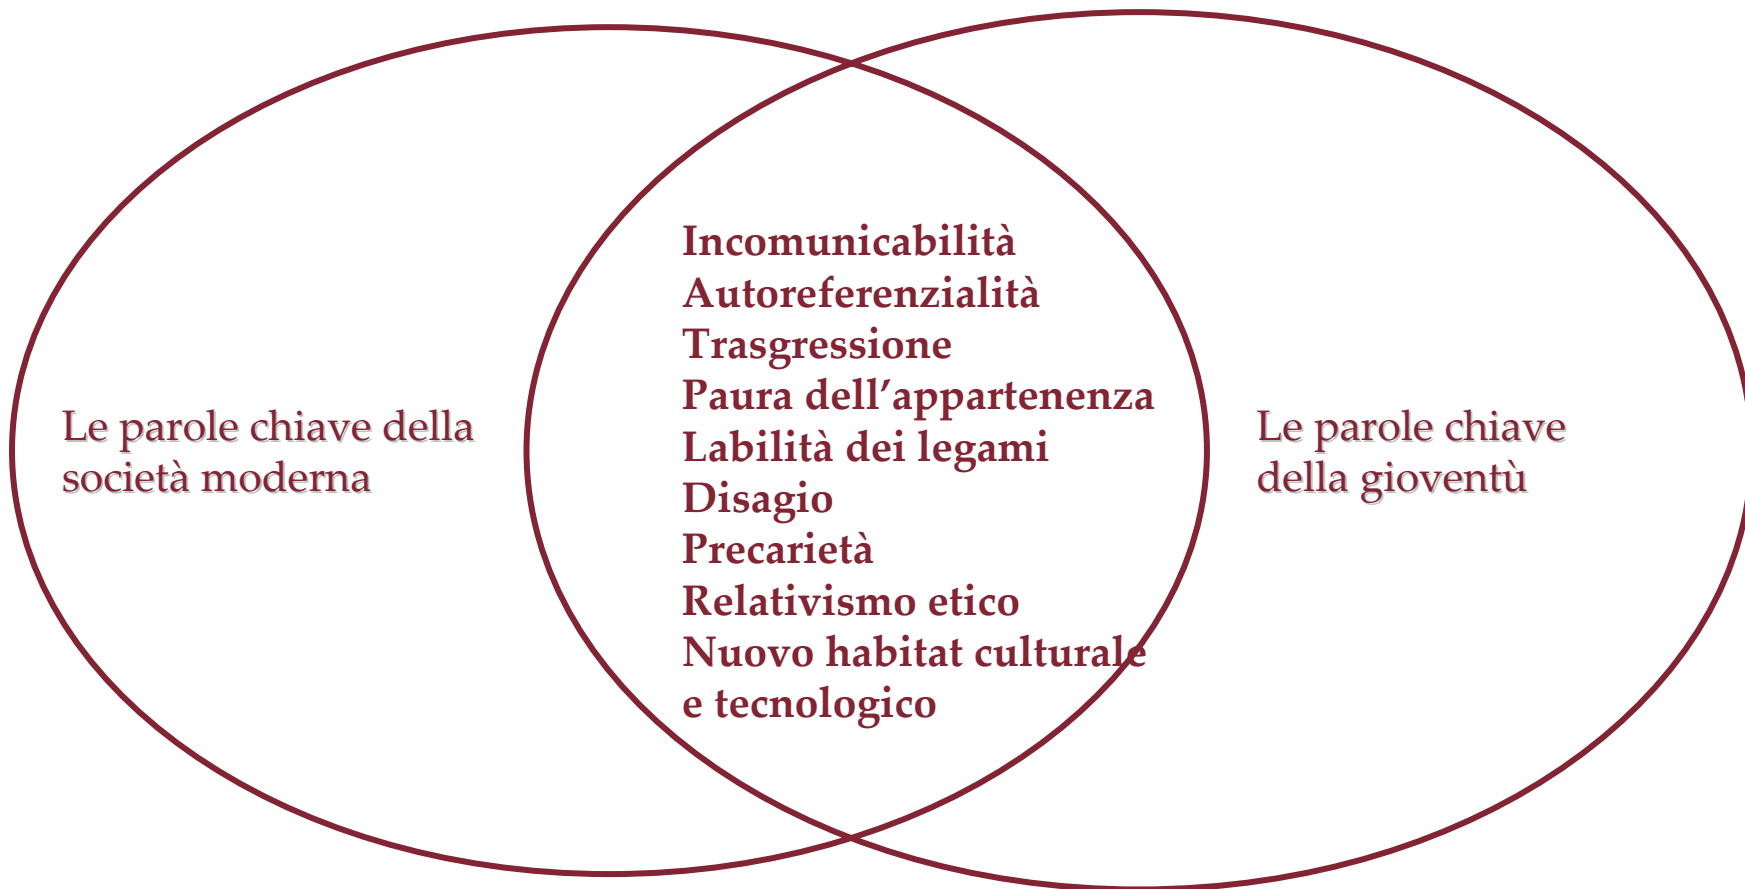 Le parole chiave della
società moderna
Incomunicabilità
Autoreferenzialità
Trasgressione
Paura dell’appartenenza
Labilità dei legami
Disagio
Precarietà
Relativismo etico
Nuovo habitat culturale
e tecnologico
Le parole chiave
della gioventù